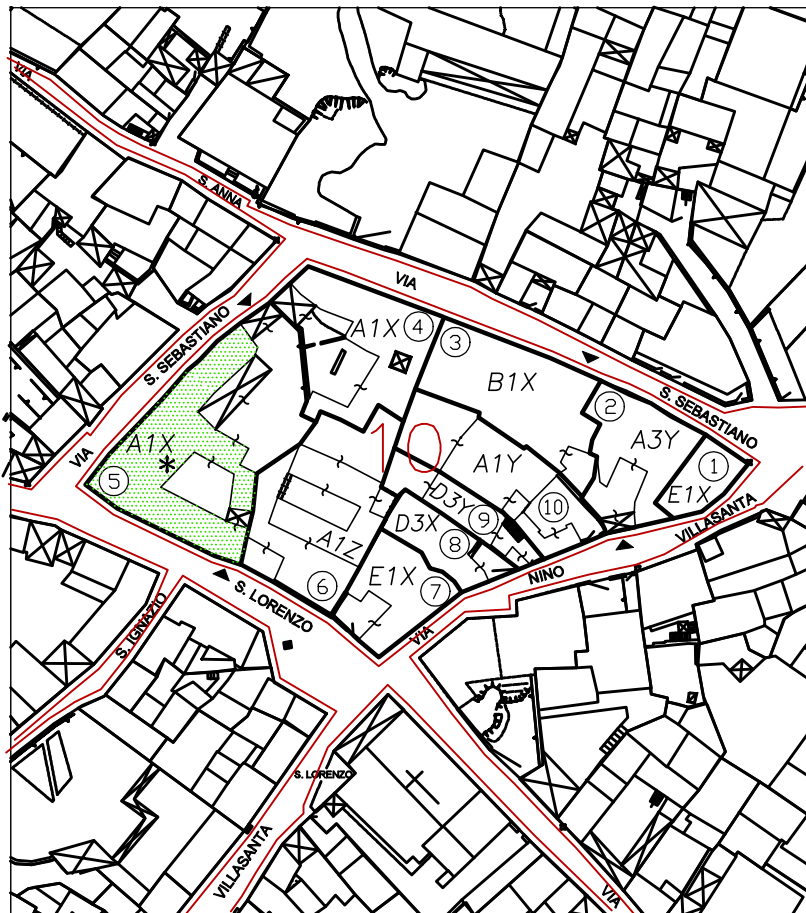 VIA
S. ANNA
VIA
S. SEBASTIANO
A1X 4
3
B1X
2
S. SEBASTIANO
A3Y
1
E1X
10
A1X
*
VIA
5
A1Y
D3Y 9
10
D3X
8
VILLASANTA
A1Z
E1X
7
6
NINO
S. LORENZO
VIA
S. IGNAZIO
S. LORENZO
VILLASANTA
VIA